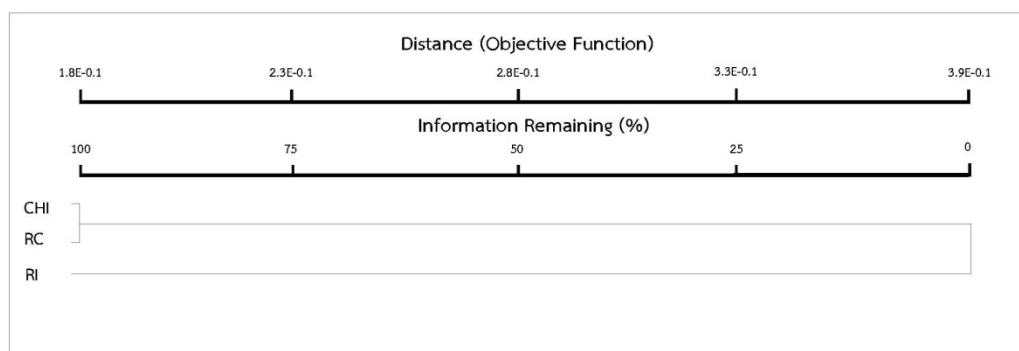 Distance (Objective Function)
1.8E-0.1 2.3E-0.1 2.8E-0.1 3.3E-0.1 3.9E-0.1
Information Remaining (%)
100 75 50 25 0
CHI
RC
RI